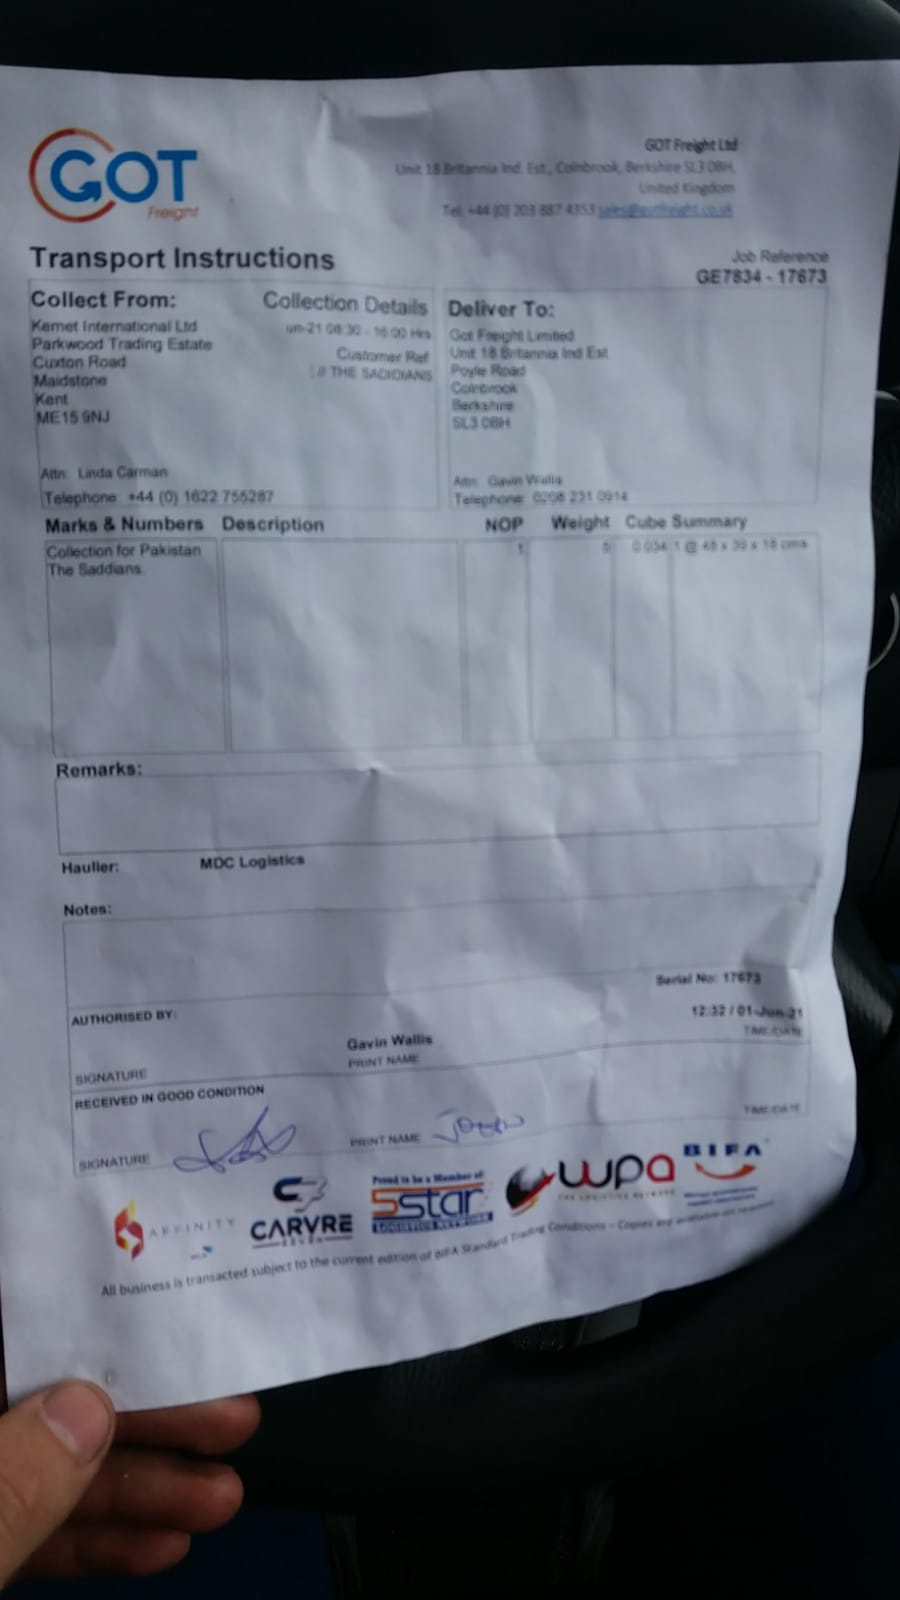 GOT
Freight
GOT Freight Ltd
Unit 18 Britannia Ind. Est., Colnbrook, Berkshire SL3 0BH,
United Kingdom
Tel: +44 (0) 203 887 4353 sales@gotfreight.co.uk
Transport Instructions
Job Reference
GE7834 - 17673
Collect From:
Collection Details
Deliver To:
Kemet International Ltd
Parkwood Trading Estate
Cuxton Road
Maidstone
Kent
ME15 9NJ
un-21 08:30 - 16:00 Hrs
Customer Ref
THE SADIDIANS
Got Freight Limited
Unit 18 Britannia Ind Est
Poyle Road
Colnbrook
Berkshire
SL3 0BH
Attn: Linda Carman
Telephone: +44 (0) 1622 755287
Attn: Gavin Wallis
Telephone: 0208 231 0914
Marks & Numbers Description NOP Weight Cube Summary
Collection for Pakistan
The Saddians.
1 0.034 1 @ 48 x 39 x 18 cms
Remarks:
Haulier: MDC Logistics
Notes:
Serial No: 17673
AUTHORISED BY:
12:32 / 01-Jun-21
Gavin Wallis
TIME/DATE
SIGNATURE
PRINT NAME
RECEIVED IN GOOD CONDITION
TIME/DATE
SIGNATURE
PRINT NAME
AFFINITY
CARVRE
SEVEN
Proud to be a Member of:
5star
LOGISTICS NETWORK
wpa
THE LOGISTICS NETWORK
BIFA
All business is transacted subject to the current edition of BIFA Standard Trading Conditions – Copies are available on request